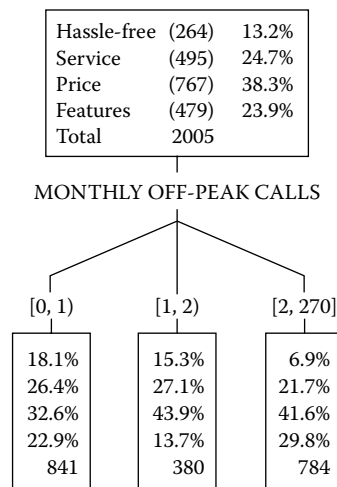 Hassle-free (264) 13.2%
Service (495) 24.7%
Price (767) 38.3%
Features (479) 23.9%
Total 2005
MONTHLY OFF-PEAK CALLS
[0, 1) [1, 2) [2, 270]
18.1% 15.3% 6.9%
26.4% 27.1% 21.7%
32.6% 43.9% 41.6%
22.9% 13.7% 29.8%
841 380 784